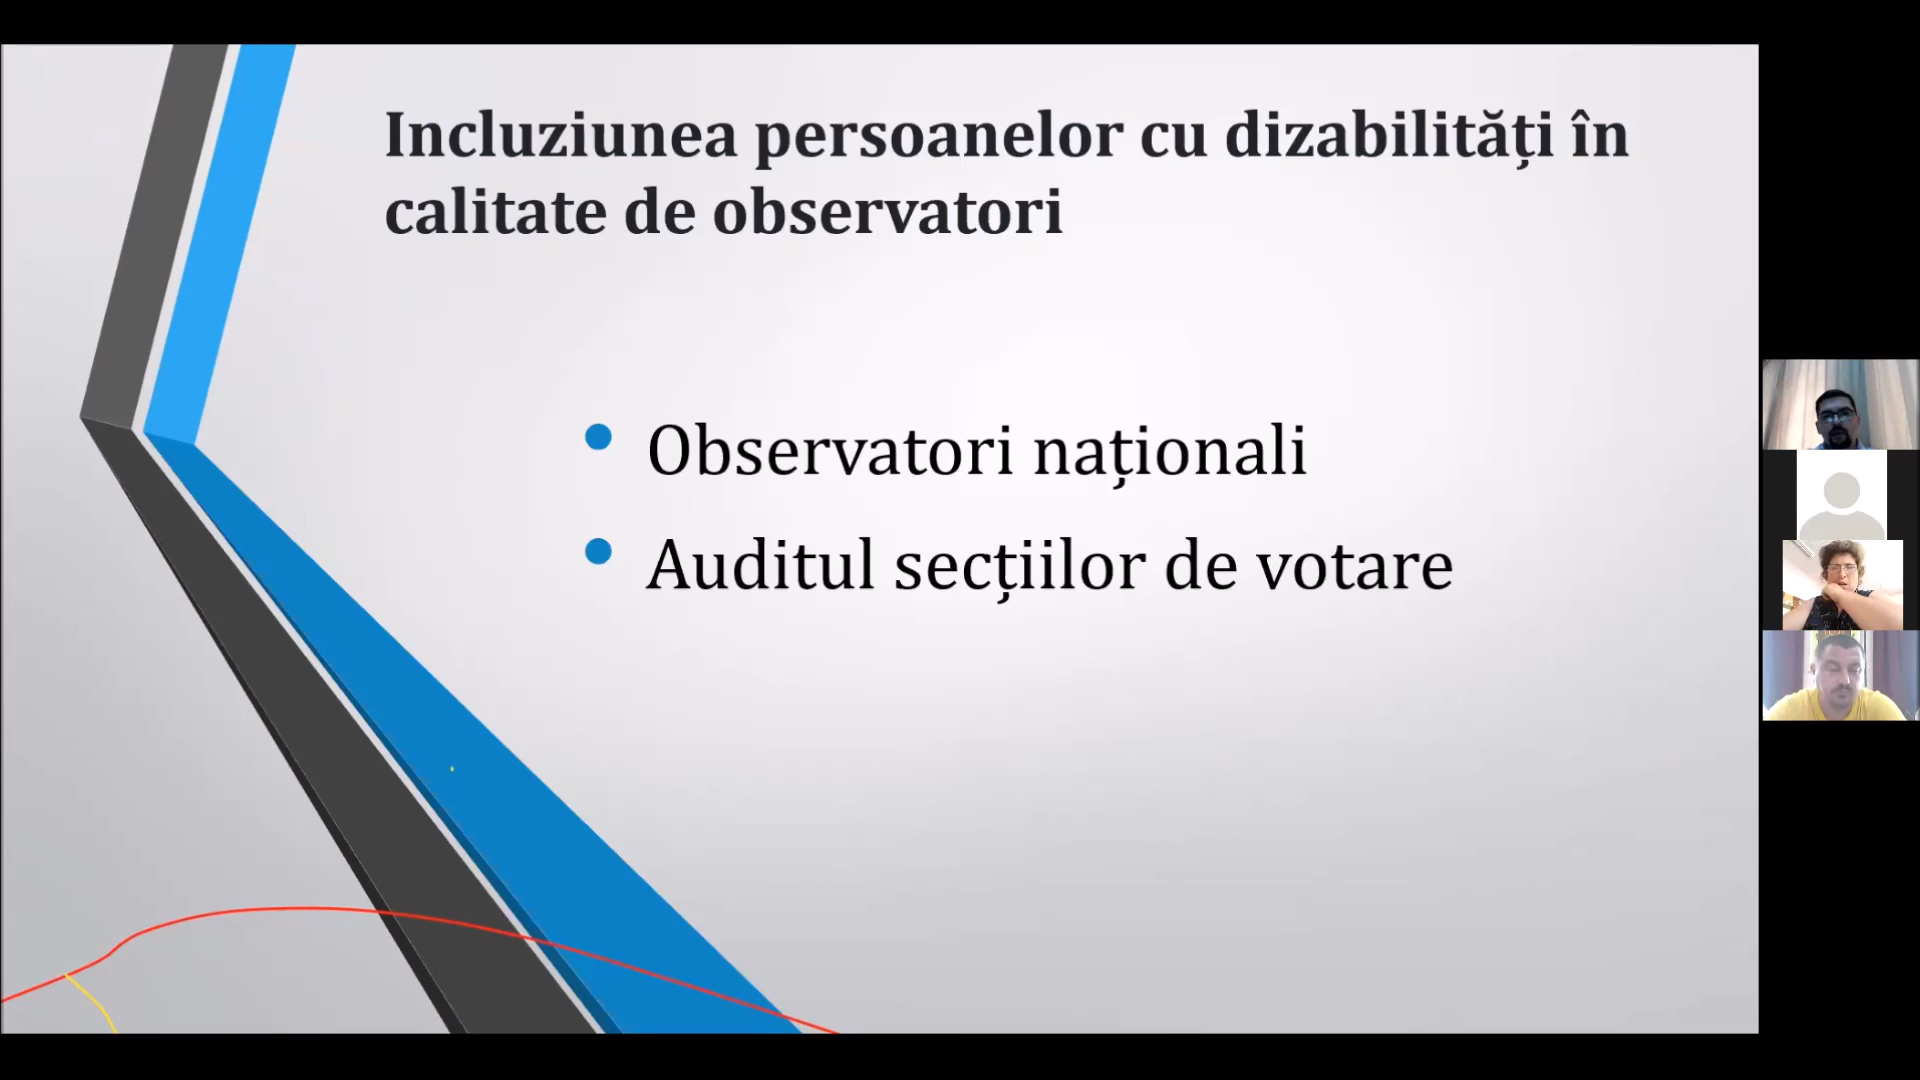 Incluziunea persoanelor cu dizabilități în
calitate de observatori
• Observatori naționali
• Auditul secțiilor de votare